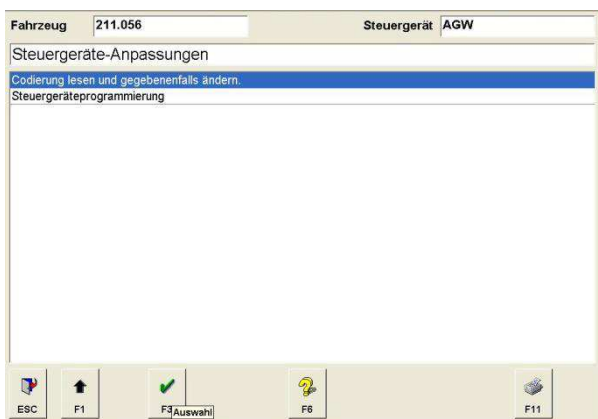 Fahrzeug 211.056 Steuergerät AGW
Steuergeräte-Anpassungen
Codierung lesen und gegebenenfalls ändern.
Steuergeräteprogrammierung
ESC F1 F3 Auswahl F6 F11